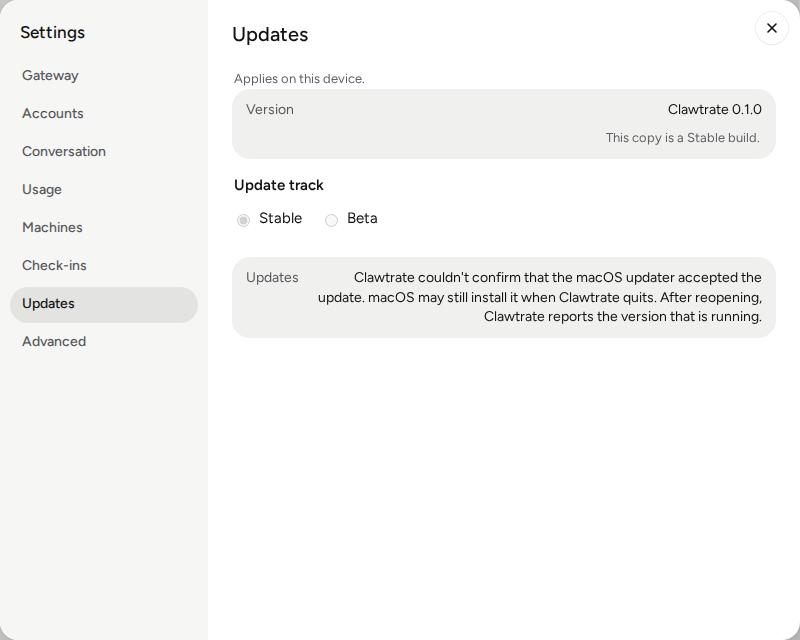 Settings
Gateway
Accounts
Conversation
Usage
Machines
Check-ins
Updates
Advanced
Updates
Applies on this device.
Version
Clawtrate 0.1.0
This copy is a Stable build.
Update track
Stable
Beta
Updates
Clawtrate couldn't confirm that the macOS updater accepted the
update. macOS may still install it when Clawtrate quits. After reopening,
Clawtrate reports the version that is running.